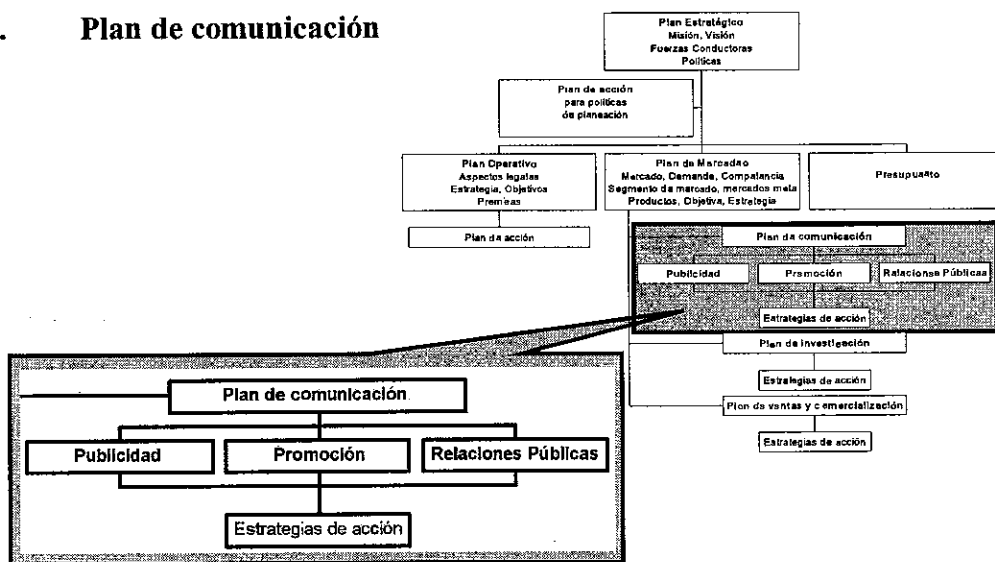 . Plan de comunicación
Plan Estratégico
Misión, Visión
Fuerzas Conductoras
Políticas
Plan de acción
para políticas
de planeación
Plan Operativo
Aspectos legales
Estrategia, Objetivos
Premisas
Plan de Marcadeo
Mercado, Demanda, Competencia
Segmento de marcado, mercados meta
Productos, Objetiva, Estrategia
Presupuesto
Plan de acción
Plan de comunicación
Publicidad
Promoción
Relaciones Públicas
Estrategias de acción
Plan de investigación
Estrategias de acción
Plan de ventas y comercialización
Estrategias de acción
Plan de comunicación
Publicidad
Promoción
Relaciones Públicas
Estrategias de acción